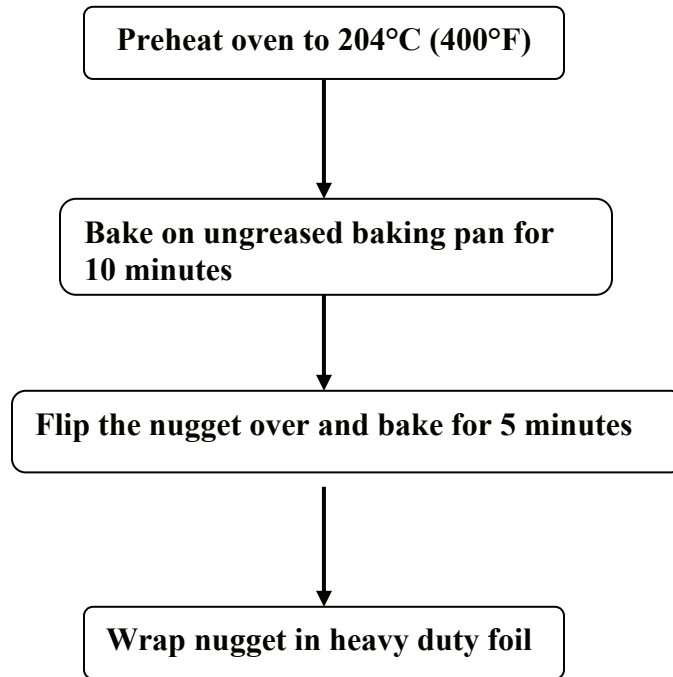 Preheat oven to 204°C (400°F)
Bake on ungreased baking pan for
10 minutes
Flip the nugget over and bake for 5 minutes
Wrap nugget in heavy duty foil